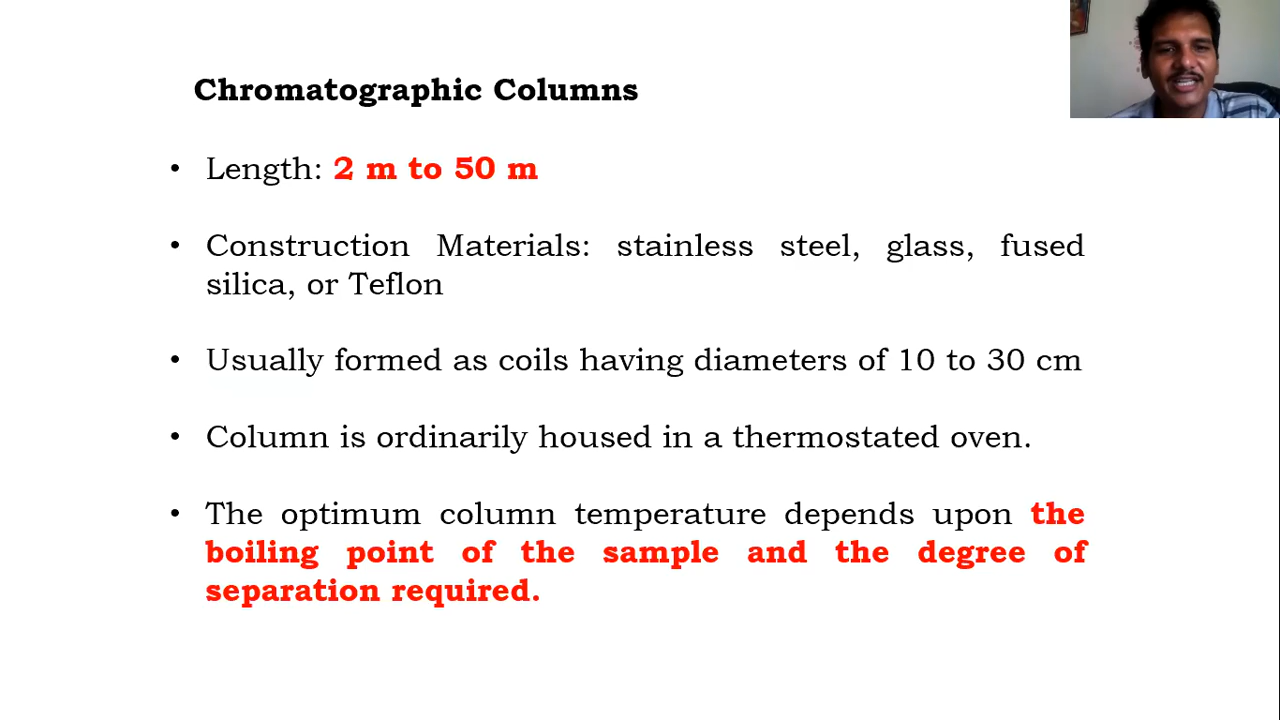 Chromatographic Columns
• Length: 2 m to 50 m
• Construction Materials: stainless steel, glass, fused
silica, or Teflon
• Usually formed as coils having diameters of 10 to 30 cm
• Column is ordinarily housed in a thermostated oven.
• The optimum column temperature depends upon the
boiling point of the sample and the degree of
separation required.